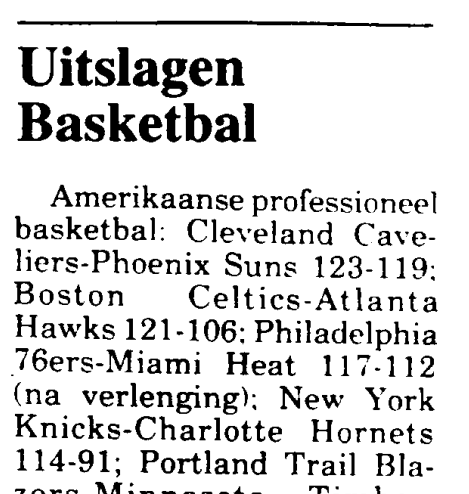 Uitslagen
Basketbal
Amerikaanse professioneel
basketbal: Cleveland Cave-
liers-Phoenix Suns 123-119;
Boston Celtics-Atlanta
Hawks 121-106; Philadelphia
76ers-Miami Heat 117-112
(na verlenging); New York
Knicks-Charlotte Hornets
114-91; Portland Trail Bla-